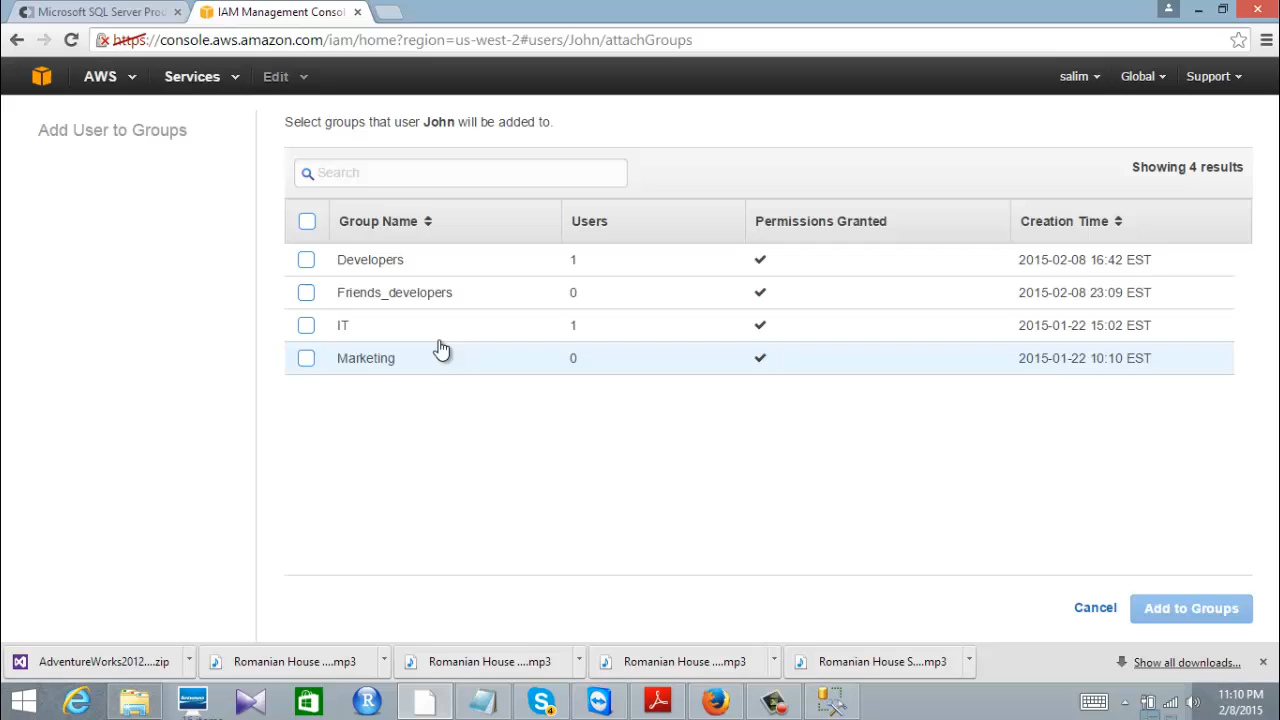 Microsoft SQL Server Prod
IAM Management Consol
https://console.aws.amazon.com/iam/home?region=us-west-2#users/John/attachGroups
AWS Services Edit salim Global Support
Add User to Groups
Select groups that user John will be added to.
Search
Showing 4 results
Group Name Users Permissions Granted Creation Time
Developers 1 2015-02-08 16:42 EST
Friends_developers 0 2015-02-08 23:09 EST
IT 1 2015-01-22 15:02 EST
Marketing 0 2015-01-22 10:10 EST
Cancel Add to Groups
AdventureWorks2012....zip Romanian House ....mp3 Romanian House ....mp3 Romanian House ....mp3 Romanian House S....mp3 Show all downloads...
11:10 PM
2/8/2015